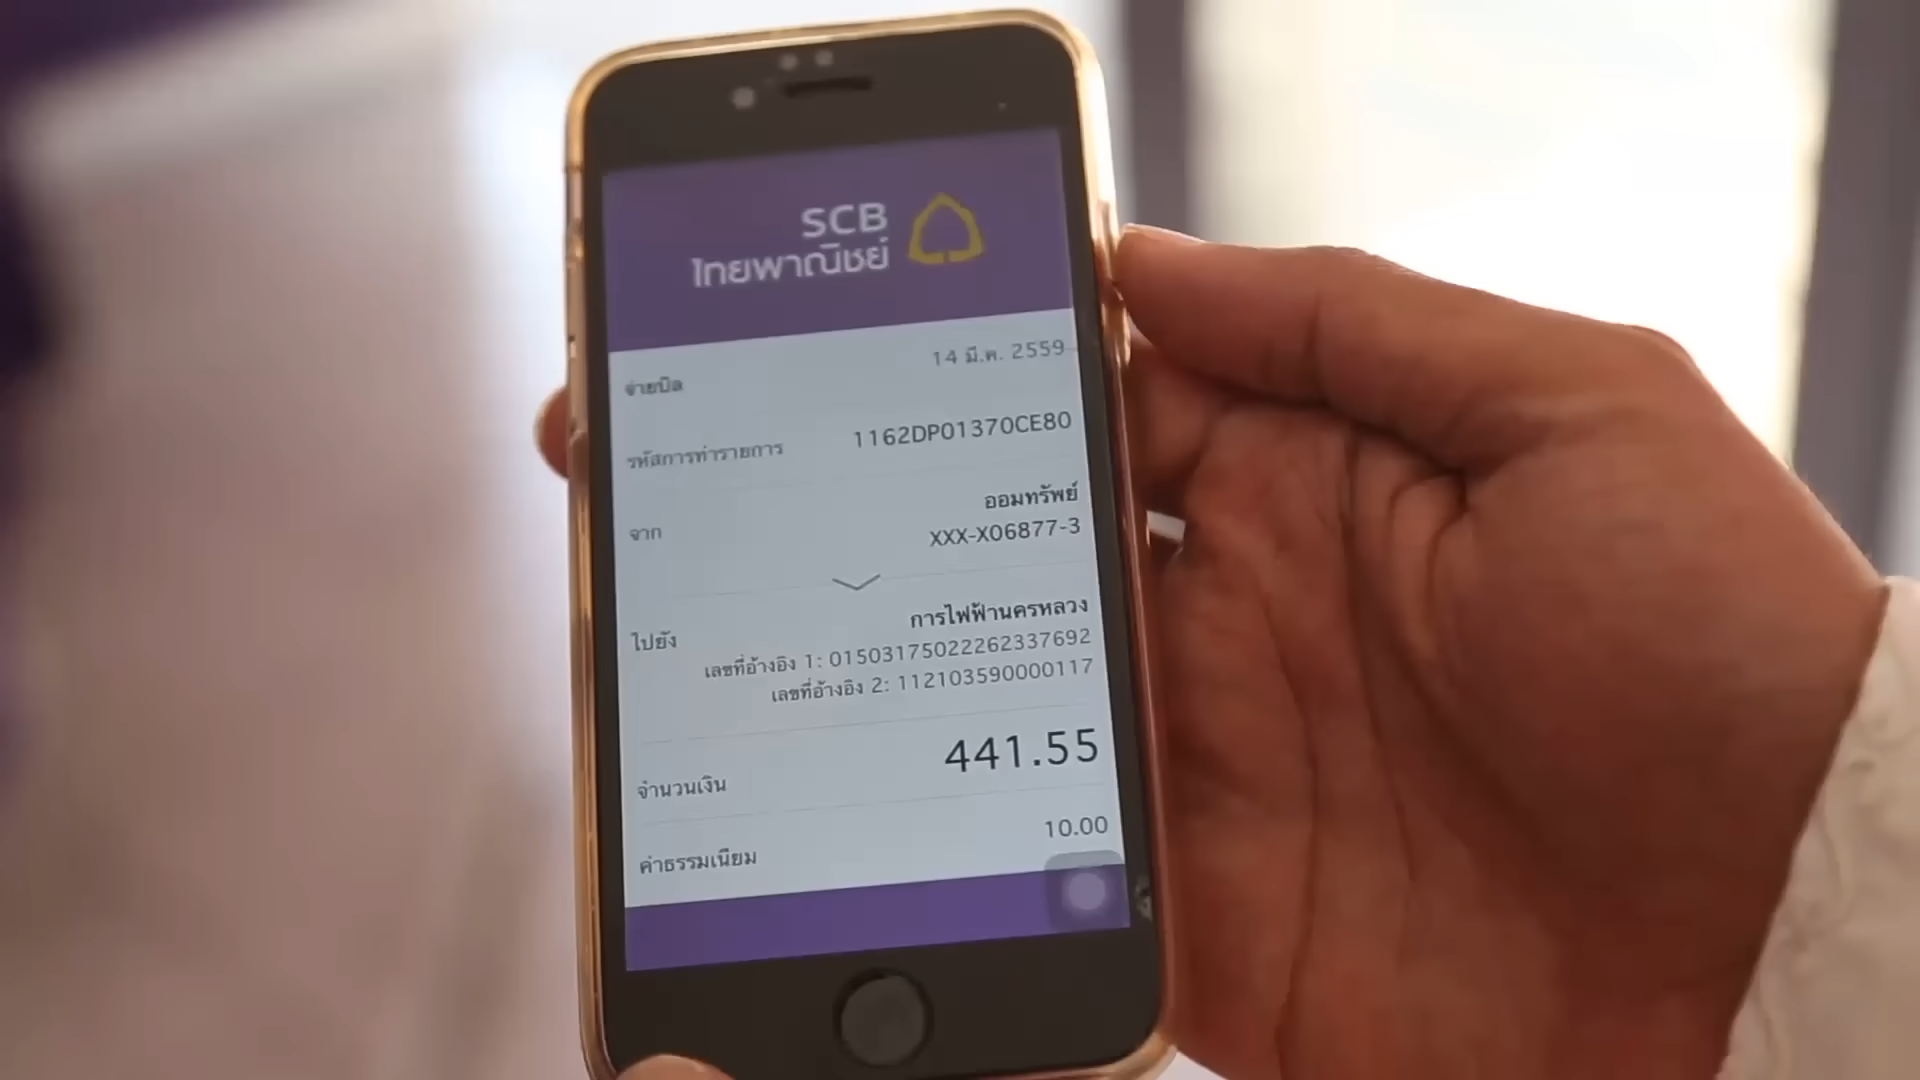 SCB
ไทยพาณิชย์
จ่ายบิล 14 มี.ค. 2559
รหัสการทำรายการ 1162DP01370CE80
จาก ออมทรัพย์
XXX-X06877-3
ไปยัง การไฟฟ้านครหลวง
เลขที่อ้างอิง 1: 01503175022262337692
เลขที่อ้างอิง 2: 112103590000117
จำนวนเงิน 441.55
ค่าธรรมเนียม 10.00